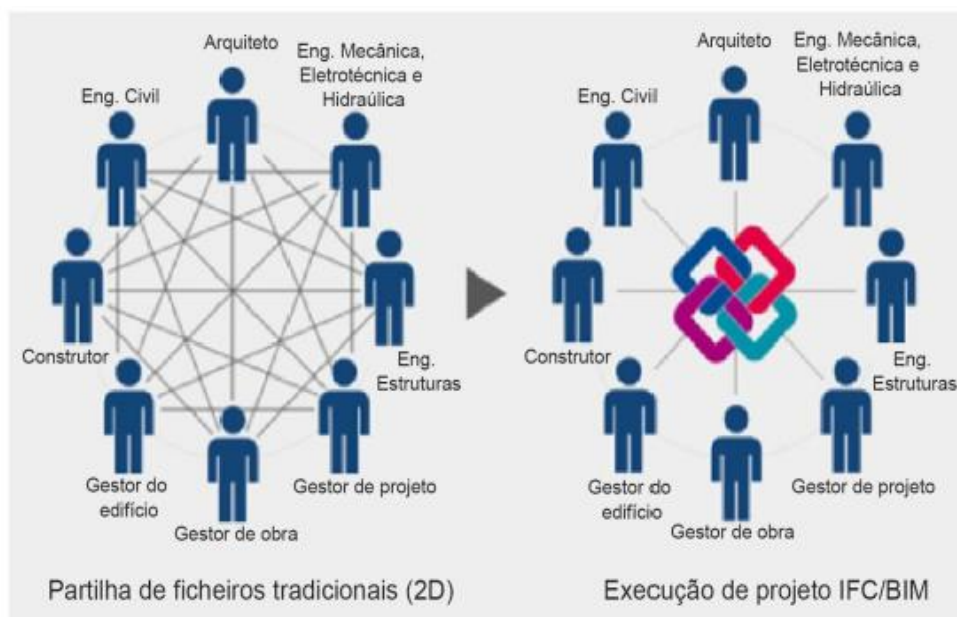 Arquiteto
Eng. Mecânica,
Eletrotécnica e
Hidraúlica
Eng. Civil
Construtor
Eng.
Estruturas
Gestor do
edifício
Gestor de projeto
Gestor de obra
Partilha de ficheiros tradicionais (2D)
Arquiteto
Eng. Mecânica,
Eletrotécnica e
Hidraúlica
Eng. Civil
Construtor
Eng.
Estruturas
Gestor do
edifício
Gestor de projeto
Gestor de obra
Execução de projeto IFC/BIM